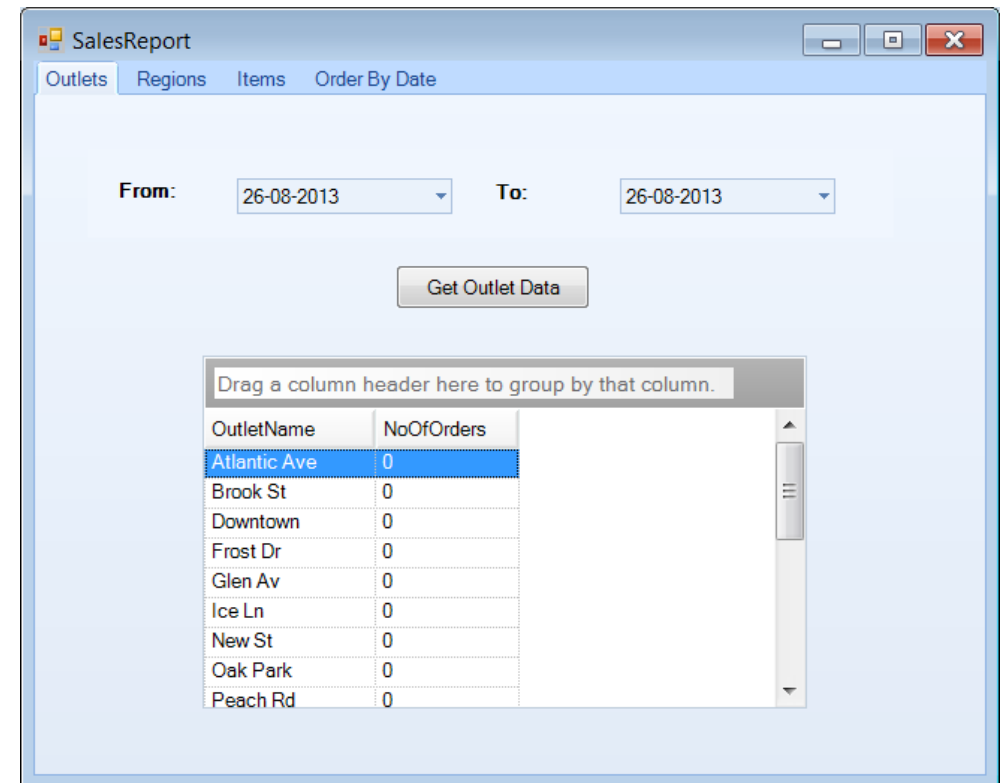 SalesReport
Outlets Regions Items Order By Date
From: 26-08-2013 To: 26-08-2013
Get Outlet Data
Drag a column header here to group by that column.
OutletName NoOfOrders
Atlantic Ave 0
Brook St 0
Downtown 0
Frost Dr 0
Glen Av 0
Ice Ln 0
New St 0
Oak Park 0
Peach Rd 0